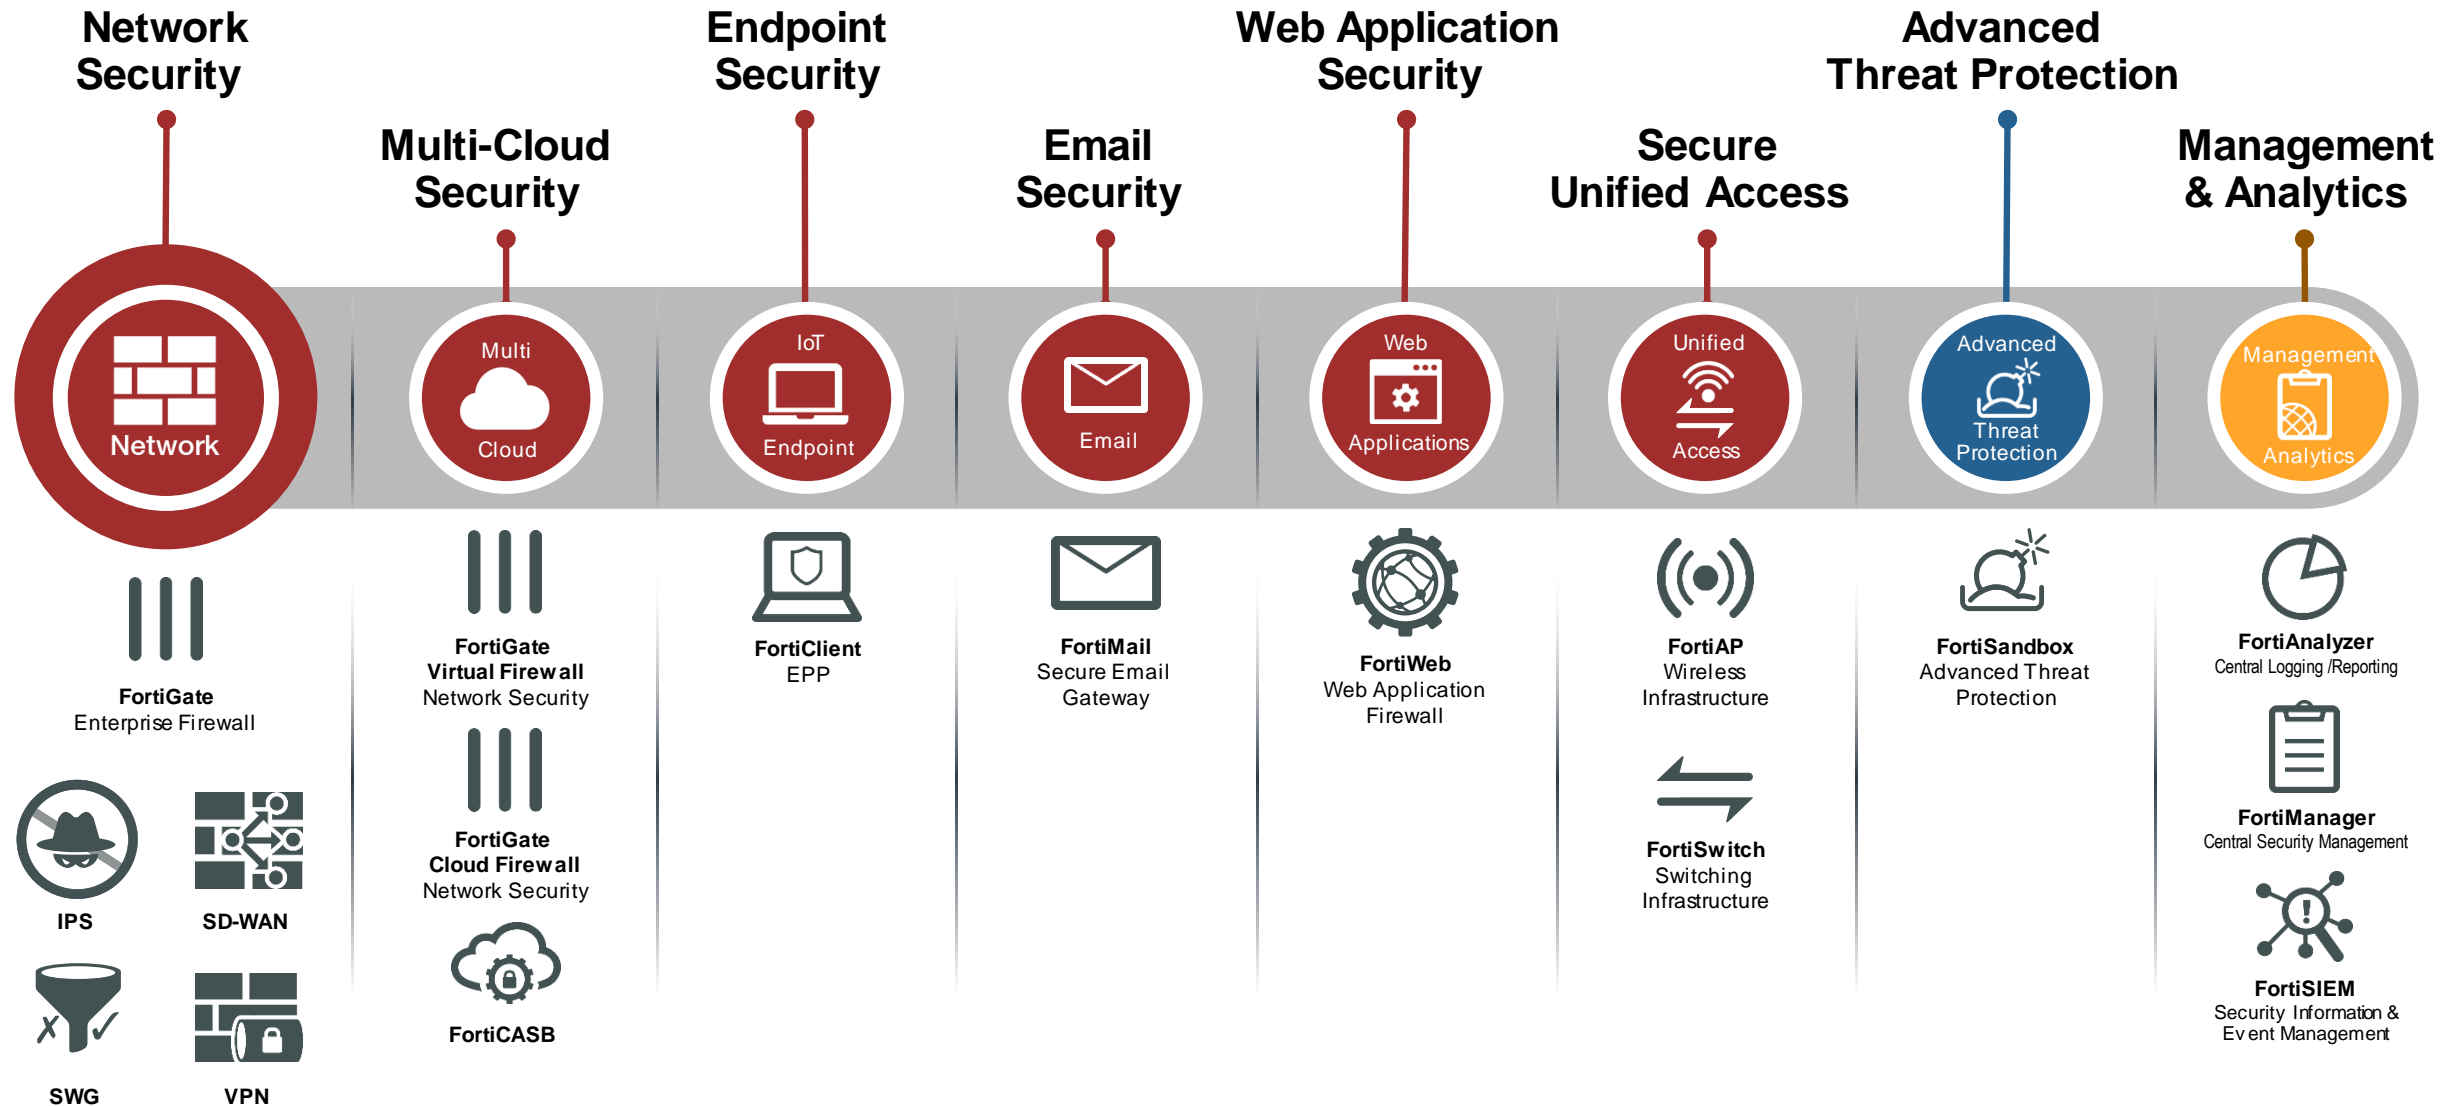 Network
Security
Endpoint
Security
Web Application
Security
Advanced
Threat Protection
Multi-Cloud
Security
Email
Security
Secure
Unified Access
Management
& Analytics
Network
Multi
Cloud
IoT
Endpoint
Email
Web
Applications
Unified
Access
Advanced
Threat
Protection
Management
Analytics
FortiGate
Enterprise Firewall
IPS
SD-WAN
SWG
VPN
FortiGate
Virtual Firewall
Network Security
FortiGate
Cloud Firewall
Network Security
FortiCASB
FortiClient
EPP
FortiMail
Secure Email
Gateway
FortiWeb
Web Application
Firewall
FortiAP
Wireless
Infrastructure
FortiSwitch
Switching
Infrastructure
FortiSandbox
Advanced Threat
Protection
FortiAnalyzer
Central Logging /Reporting
FortiManager
Central Security Management
FortiSIEM
Security Information &
Event Management